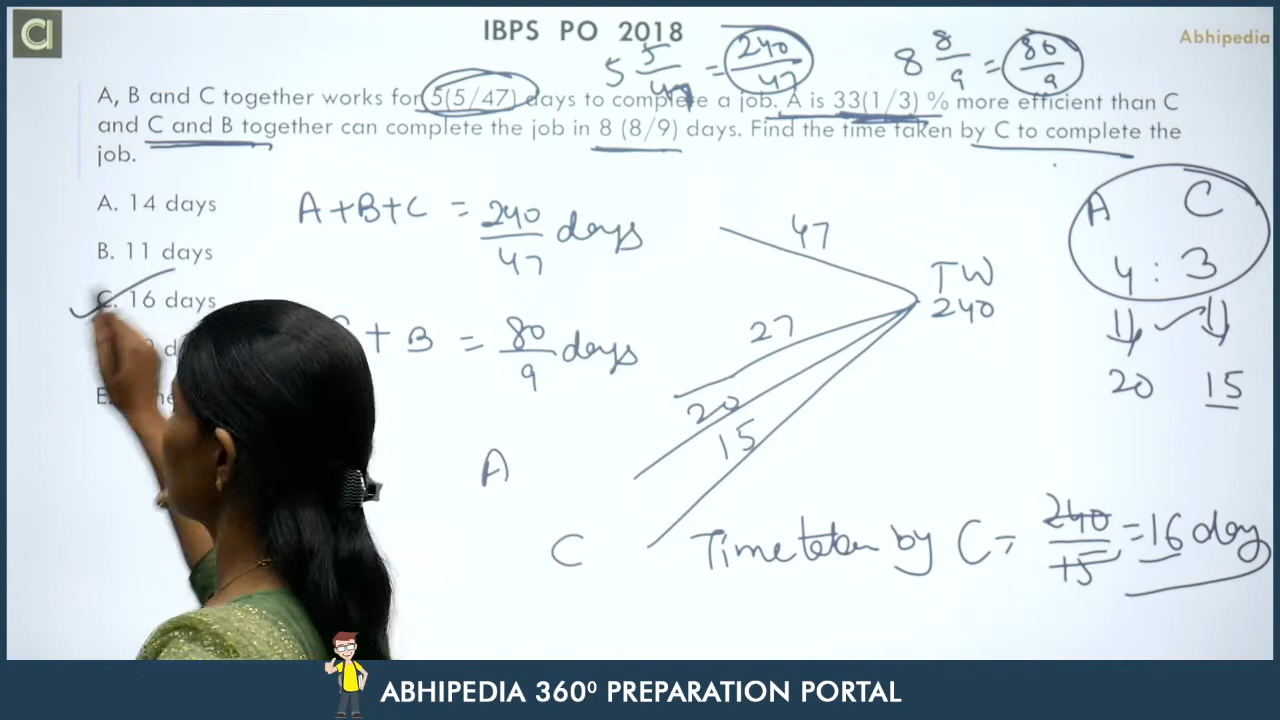 IBPS PO 2018
Abhipedia
5 5/47 = 240/47
8 8/9 = 80/9
A, B and C together works for 5(5/47) days to complete a job. A is 33(1/3) % more efficient than C
and C and B together can complete the job in 8 (8/9) days. Find the time taken by C to complete the
job.
A. 14 days
B. 11 days
C. 16 days
E.
A+B+C = 240/47 days
+ B = 80/9 days
A
C
47
27
20
15
TW
240
A C
4 : 3
20 15
Time taken by C = 240/15 = 16 day
ABHIPEDIA 360⁰ PREPARATION PORTAL